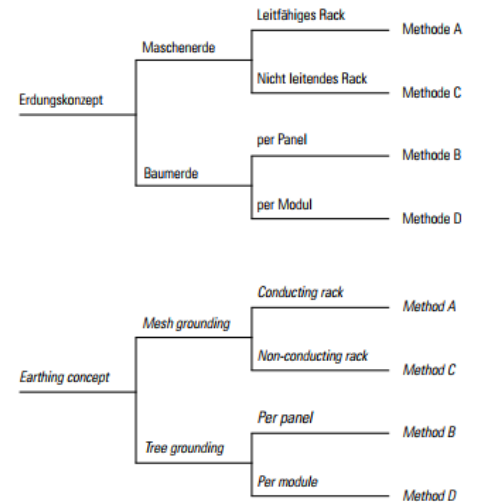 Leitfähiges Rack
Methode A
Maschenerde
Nicht leitendes Rack
Methode C
Erdungskonzept
per Panel
Methode B
Baumerde
per Modul
Methode D
Conducting rack
Method A
Mesh grounding
Non-conducting rack
Method C
Earthing concept
Per panel
Method B
Tree grounding
Per module
Method D